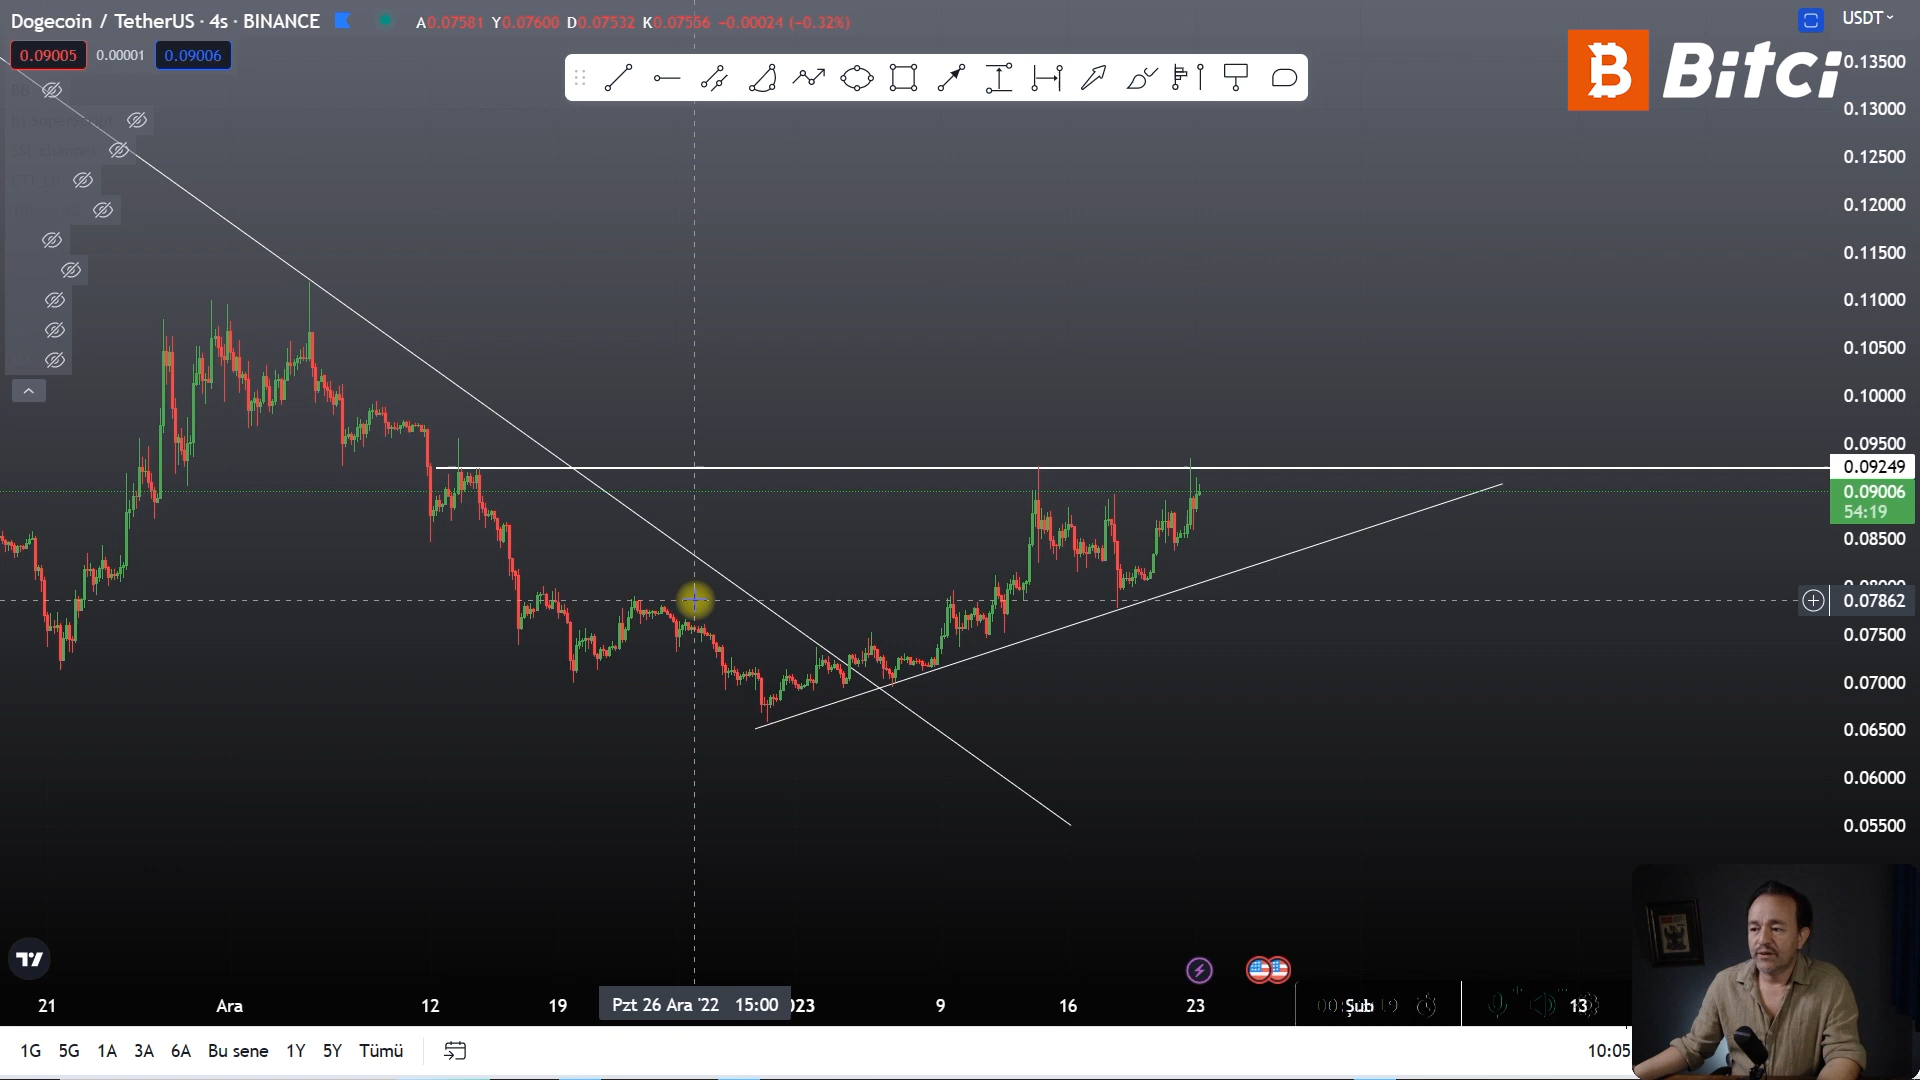 Dogecoin / TetherUS · 4s · BINANCE
A0.07581 Y0.07600 D0.07532 K0.07556 −0.00024 (−0.32%)
USDT
0.09005 0.00001 0.09006
BB
Bitci
0.13500
0.13000
0.12500
0.12000
0.11500
0.11000
0.10500
0.10000
0.09500
0.09249
0.09006
54:19
0.08500
0.08000
0.07862
0.07500
0.07000
0.06500
0.06000
0.05500
21 Ara 12 19 Pzt 26 Ara '22 15:00 023 9 16 23 Şub 13
1G 5G 1A 3A 6A Bu sene 1Y 5Y Tümü
10:05